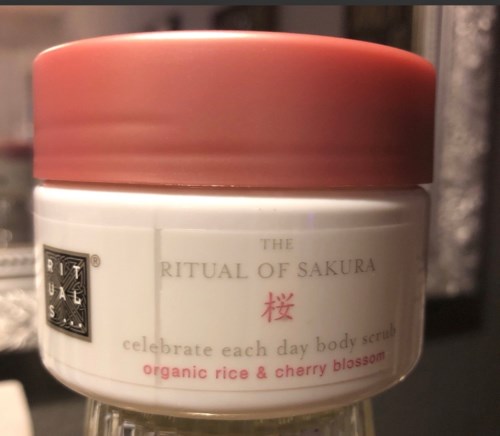 RIT
UAL
S...
®
THE
RITUAL OF SAKURA
桜
celebrate each day body scrub
organic rice & cherry blossom